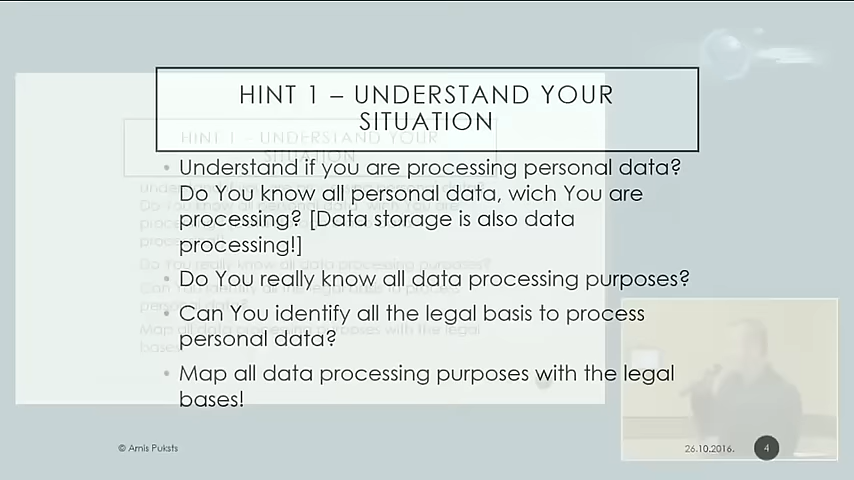 HINT 1 – UNDERSTAND YOUR
SITUATION
• Understand if you are processing personal data?
Do You know all personal data, wich You are
processing? [Data storage is also data
processing!]
• Do You really know all data processing purposes?
• Can You identify all the legal basis to process
personal data?
• Map all data processing purposes with the legal
bases!
© Arnis Puksts
26.10.2016.
4